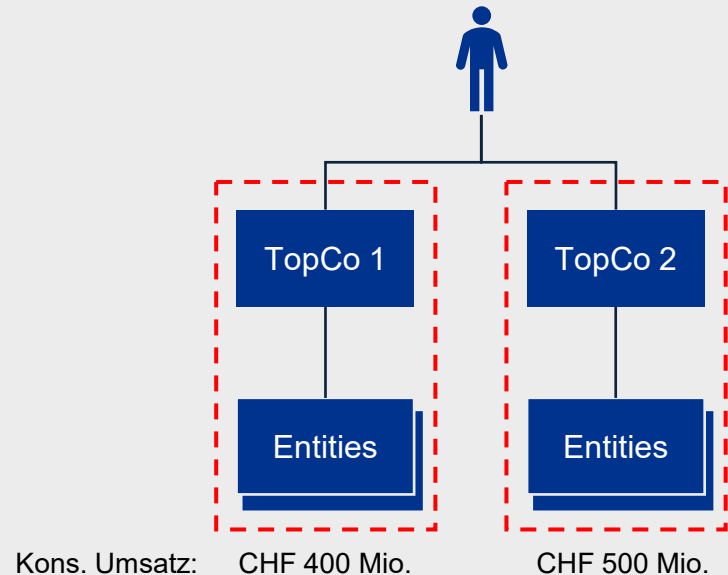 TopCo 1
TopCo 2
Entities
Entities
Kons. Umsatz: CHF 400 Mio. CHF 500 Mio.